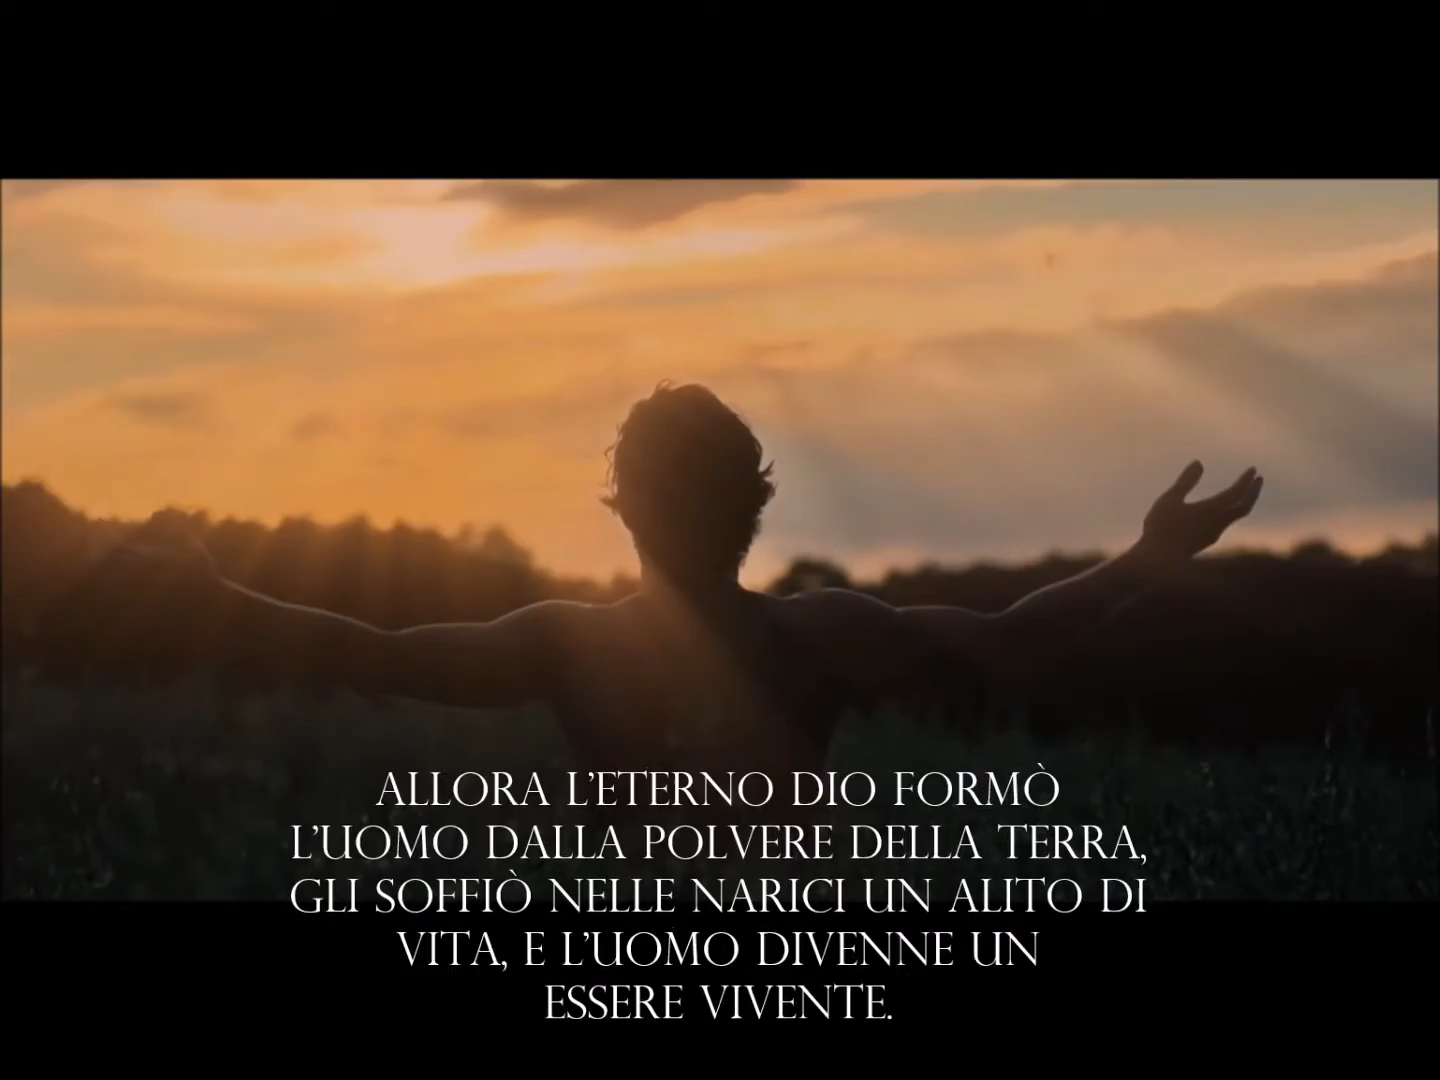 ALLORA L'ETERNO DIO FORMÒ
L'UOMO DALLA POLVERE DELLA TERRA,
GLI SOFFIÒ NELLE NARICI UN ALITO DI
VITA, E L'UOMO DIVENNE UN
ESSERE VIVENTE.